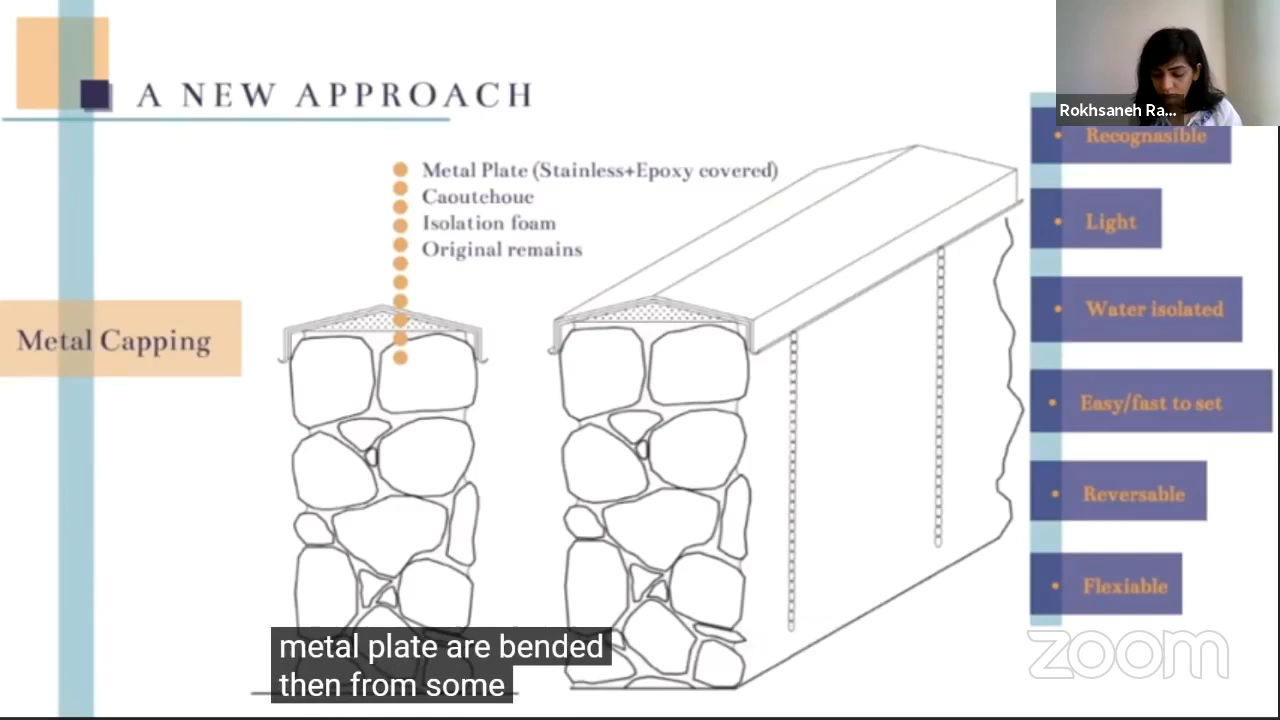 A NEW APPROACH
Rokhsaneh Ra...
Metal Plate (Stainless+Epoxy covered)
Caoutchouc
Isolation foam
Original remains
Metal Capping
• Recognasible
• Light
• Water isolated
• Easy/fast to set
• Reversable
• Flexiable
metal plate are bended
then from some
zoom